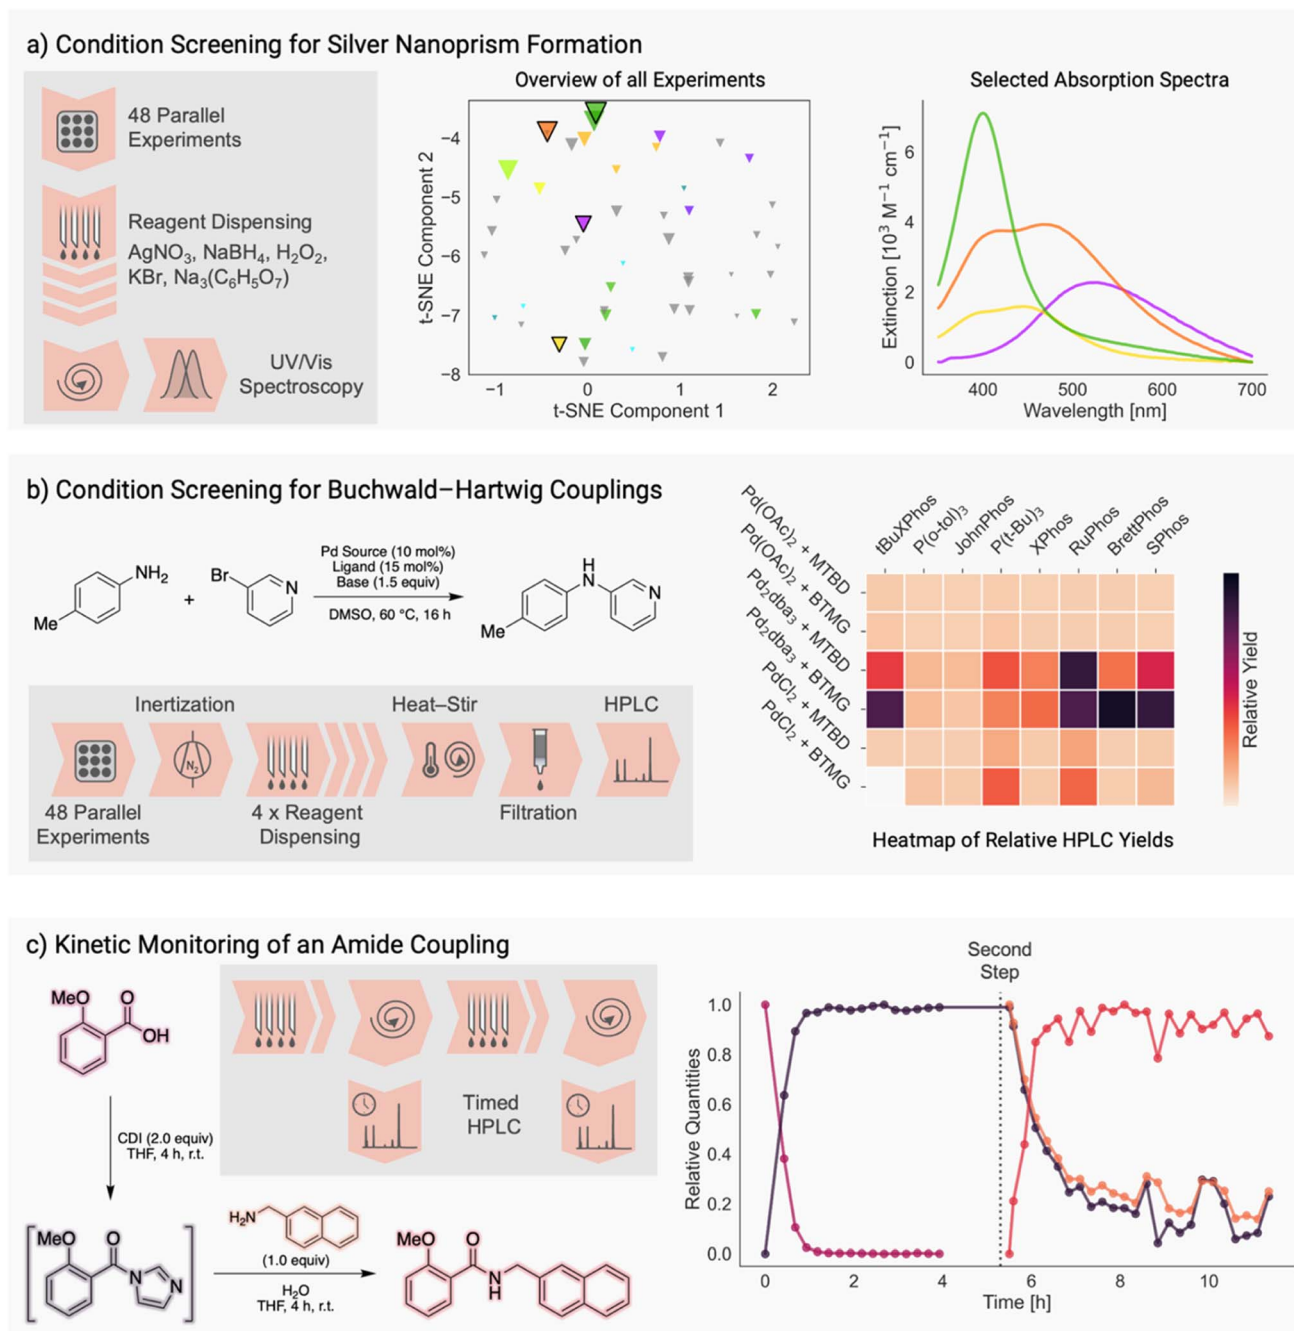 a) Condition Screening for Silver Nanoprism Formation
48 Parallel
Experiments
Reagent Dispensing
AgNO₃, NaBH₄, H₂O₂,
KBr, Na₃(C₆H₅O₇)
UV/Vis
Spectroscopy
Overview of all Experiments
t-SNE Component 2
−4
−5
−6
−7
−8
−1
0
1
2
t-SNE Component 1
Selected Absorption Spectra
Extinction [10³ M⁻¹ cm⁻¹]
6
4
2
0
400
500
600
700
Wavelength [nm]
b) Condition Screening for Buchwald–Hartwig Couplings
NH₂
Me
+
Br
N
Pd Source (10 mol%)
Ligand (15 mol%)
Base (1.5 equiv)
DMSO, 60 °C, 16 h
H
N
N
Me
Inertization
Heat–Stir
HPLC
N₂
48 Parallel
Experiments
4 x Reagent
Dispensing
Filtration
tBuXPhos
P(o-tol)₃
JohnPhos
P(t-Bu)₃
XPhos
RuPhos
BrettPhos
SPhos
Pd(OAc)₂ + MTBD
Pd(OAc)₂ + BTMG
Pd₂dba₃ + MTBD
Pd₂dba₃ + BTMG
PdCl₂ + MTBD
PdCl₂ + BTMG
Relative Yield
Heatmap of Relative HPLC Yields
c) Kinetic Monitoring of an Amide Coupling
MeO
O
OH
CDI (2.0 equiv)
THF, 4 h, r.t.
Timed
HPLC
MeO
O
N
N
H₂N
(1.0 equiv)
H₂O
THF, 4 h, r.t.
MeO
O
N
H
Second
Step
Relative Quantities
1.0
0.8
0.6
0.4
0.2
0.0
0
2
4
6
8
10
Time [h]